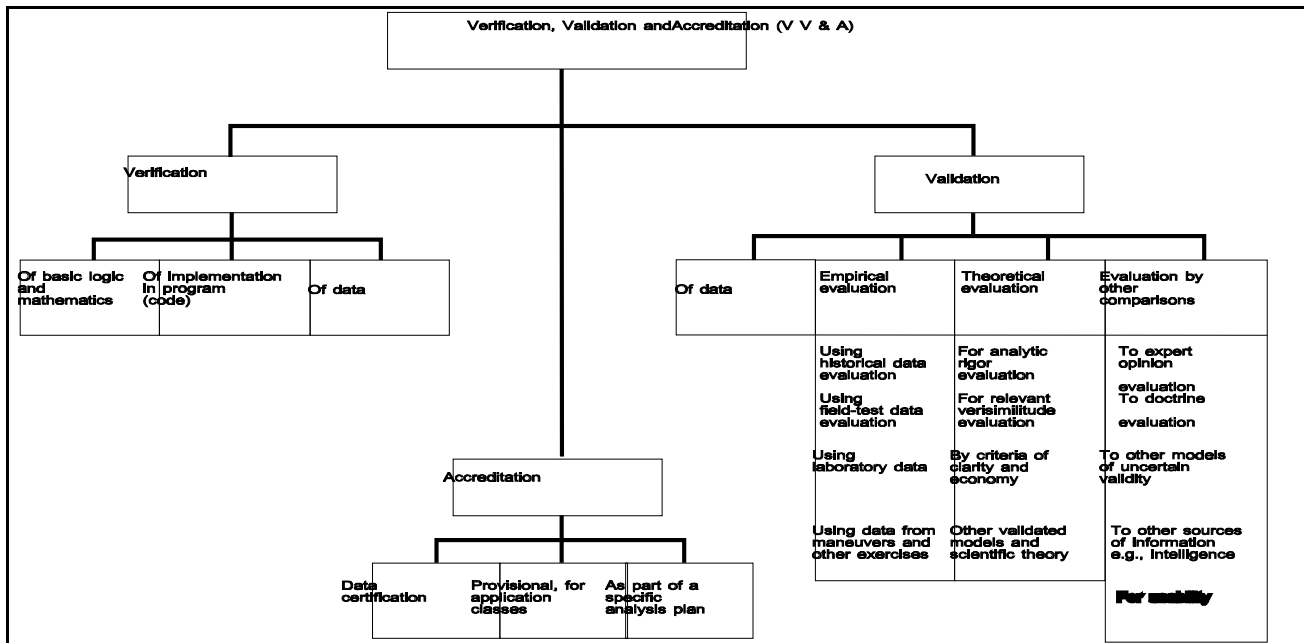 Verification, Validation andAccreditation (V V & A)
Verification
Validation
Of basic logic
and
mathematics
Of implementation
in program
(code)
Of data
Of data
Empirical
evaluation
Theoretical
evaluation
Evaluation by
other
comparisons
Using
historical data
evaluation
Using
field-test data
evaluation
Using
laboratory data
Using data from
maneuvers and
other exercises
For analytic
rigor
evaluation
For relevant
verisimilitude
evaluation
By criteria of
clarity and
economy
Other validated
models and
scientific theory
To expert
opinion
evaluation
To doctrine
evaluation
To other models
of uncertain
validity
To other sources
of information
e.g., intelligence
For usability
Accreditation
Data
certification
Provisional, for
application
classes
As part of a
specific
analysis plan